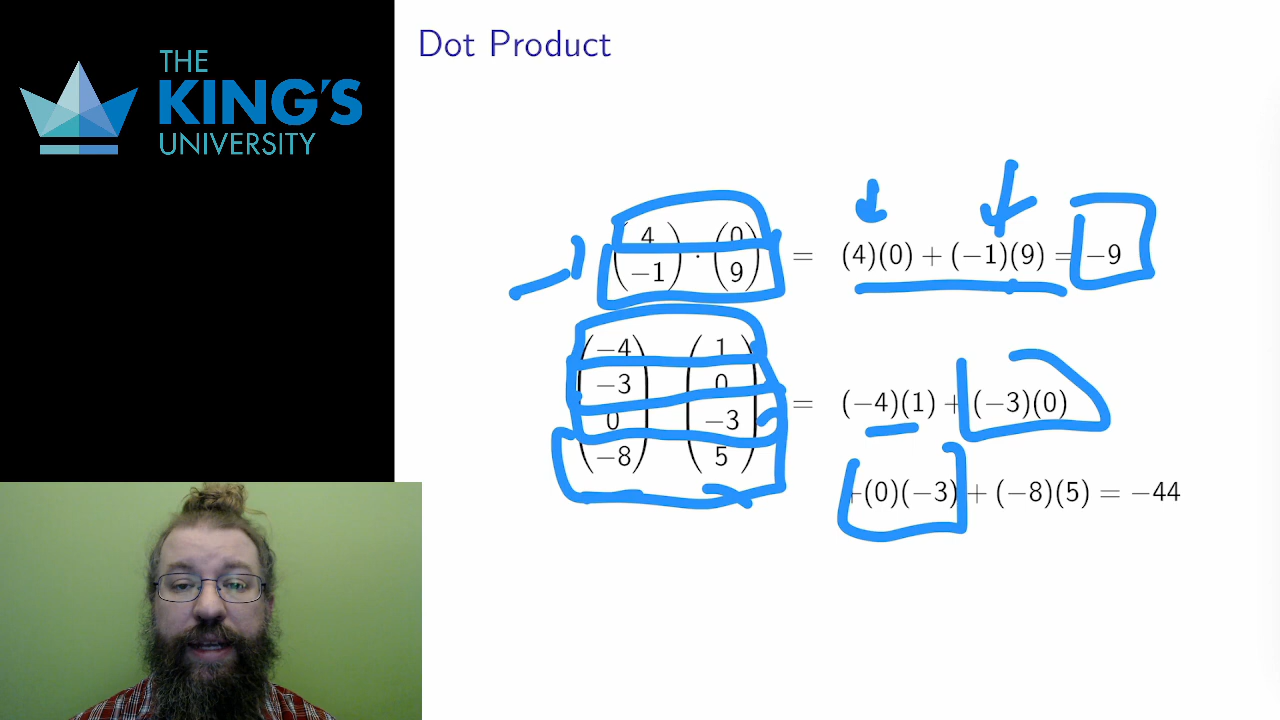 THE
KING'S
UNIVERSITY
Dot Product
(4 -1) · (0 9) = (4)(0) + (−1)(9) = −9
(−4 −3 0 −8) (1 0 −3 5) = (−4)(1) + (−3)(0)
+(0)(−3) + (−8)(5) = −44